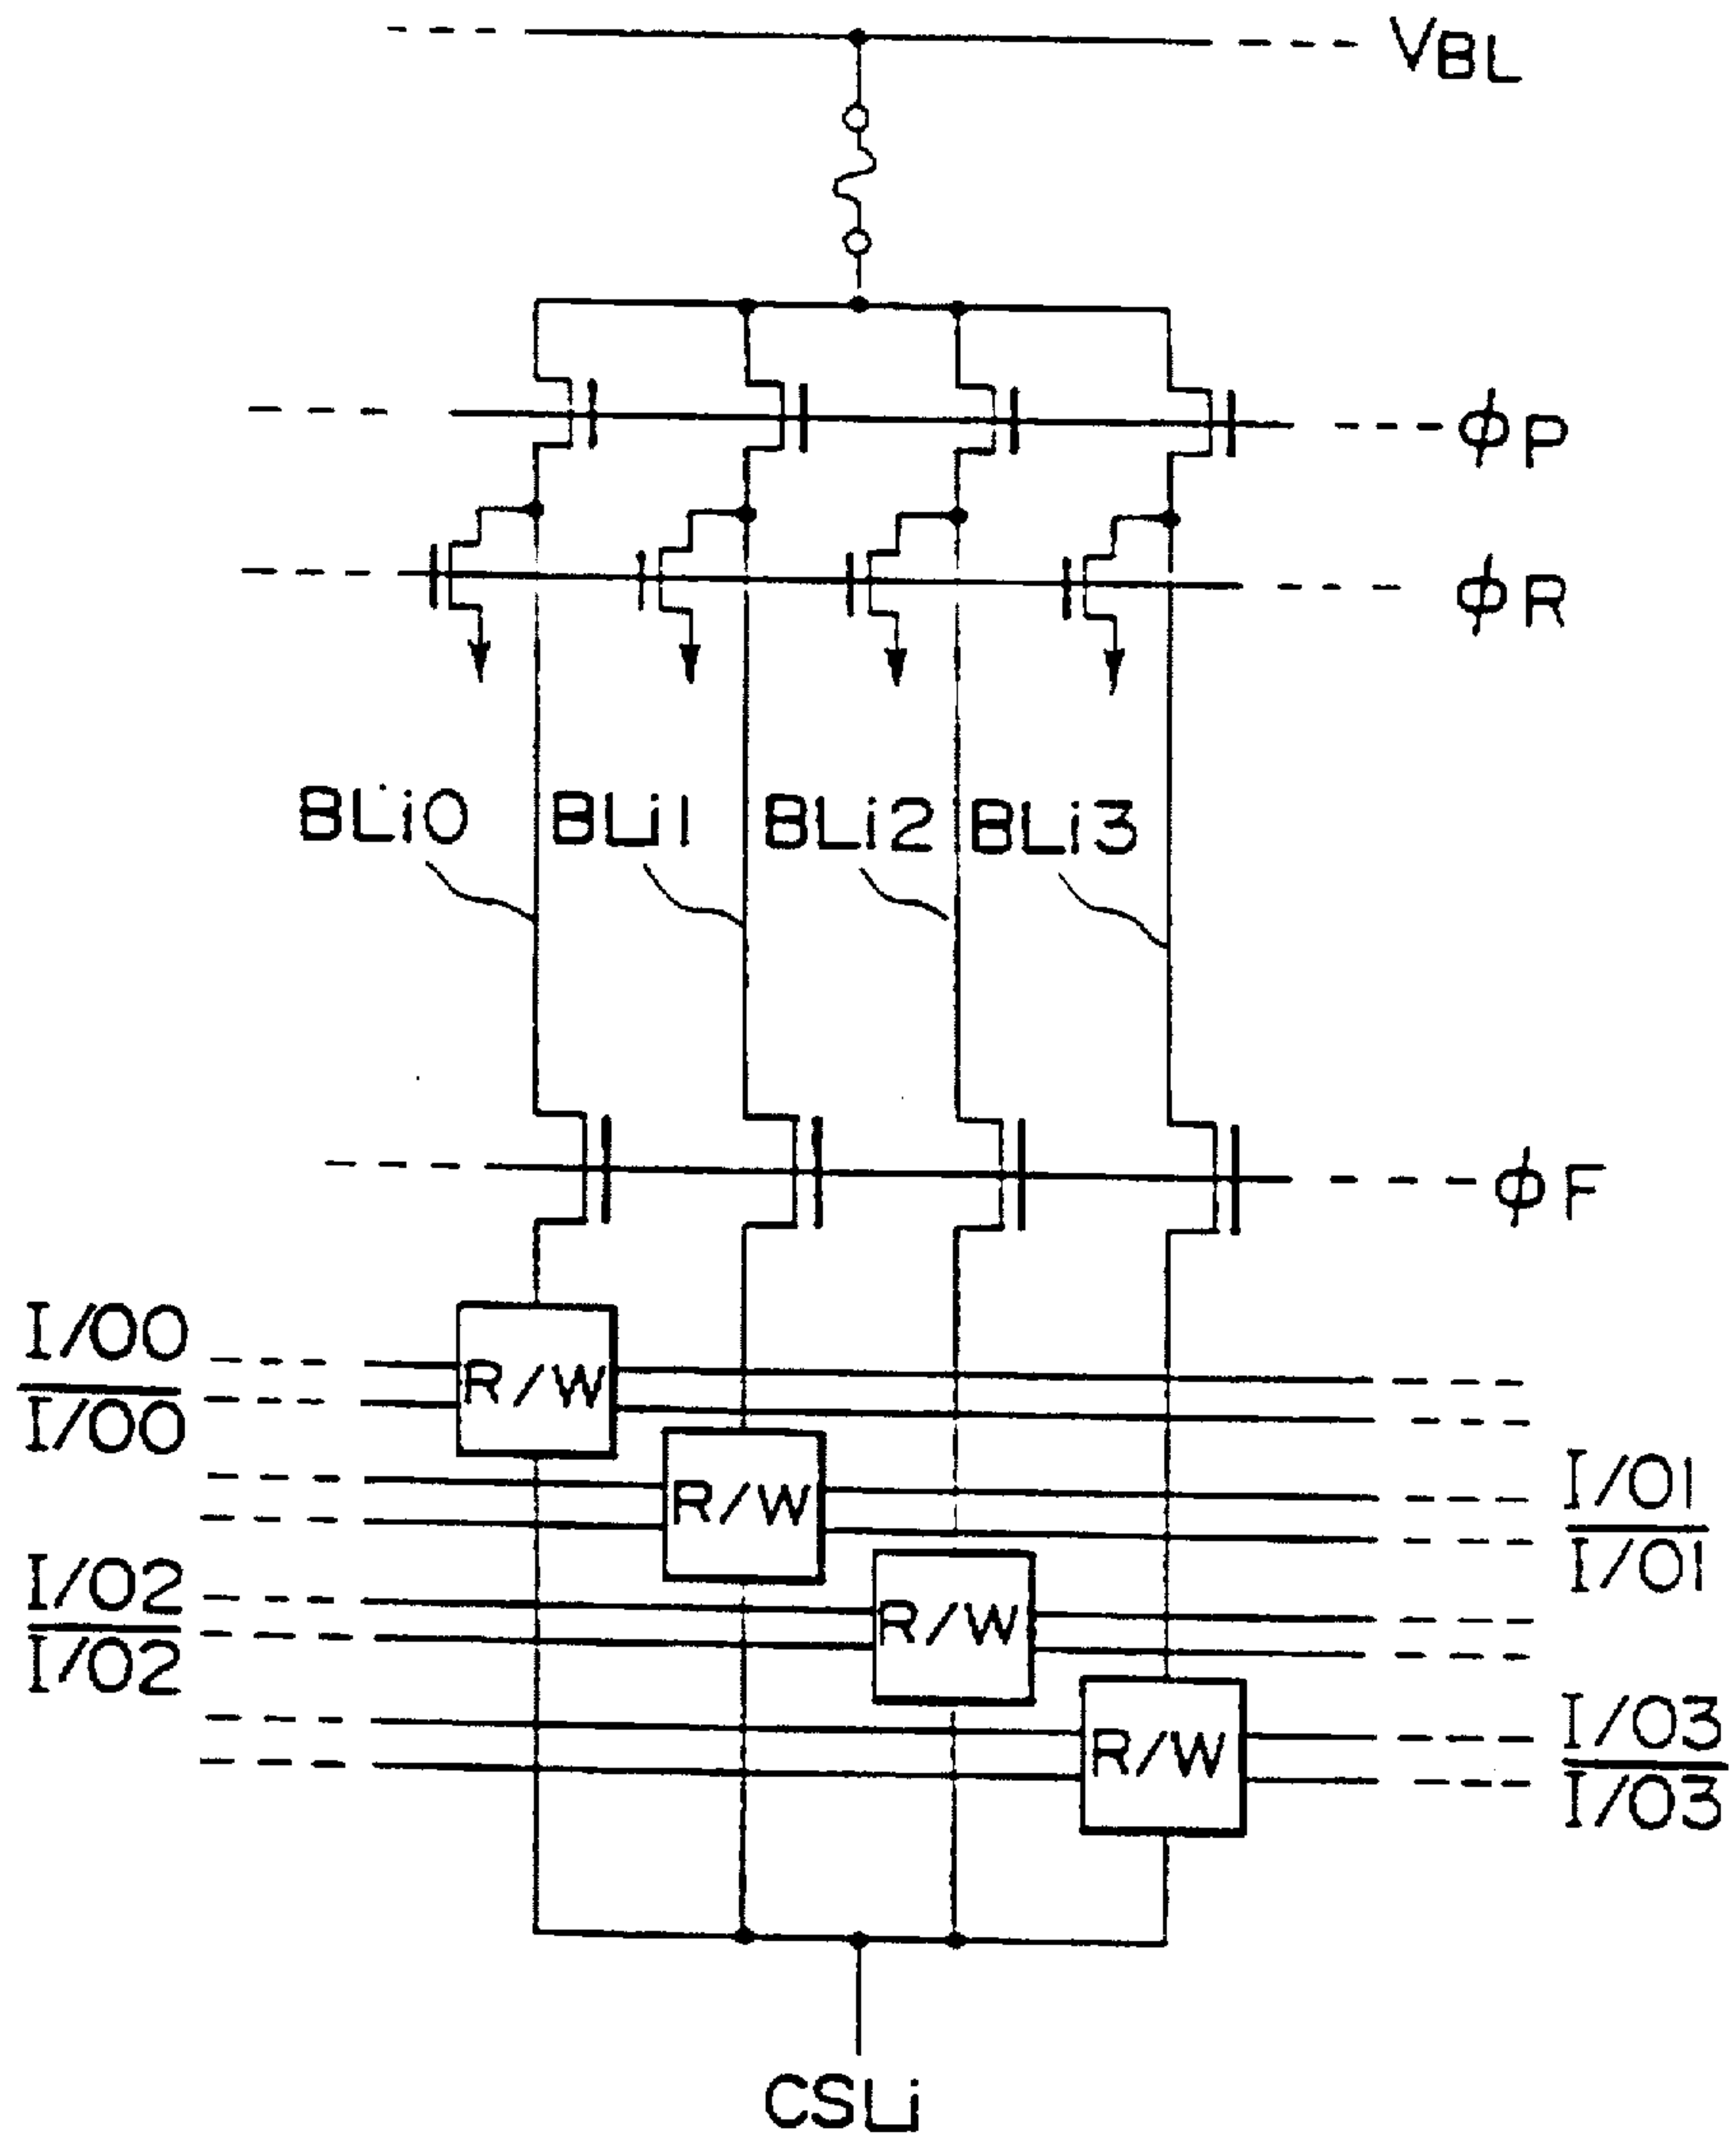 VBL
ϕP
ϕR
BLi0 BLi1 BLi2 BLi3
ϕF
I/O0
I/O0
R/W
R/W
I/O1
I/O1
I/O2
I/O2
R/W
R/W
I/O3
I/O3
CSLi